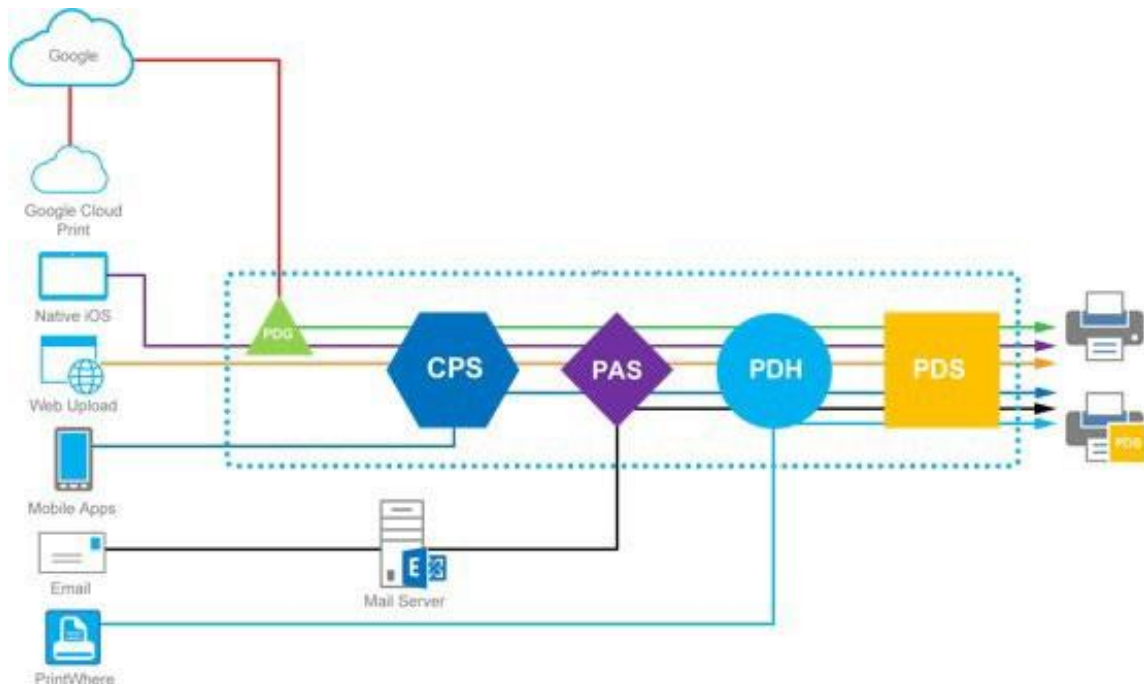 Google
Google Cloud
Print
Native iOS
Web Upload
Mobile Apps
Email
PrintWhere
PDG
CPS
PAS
PDH
PDS
E
Mail Server
PDS